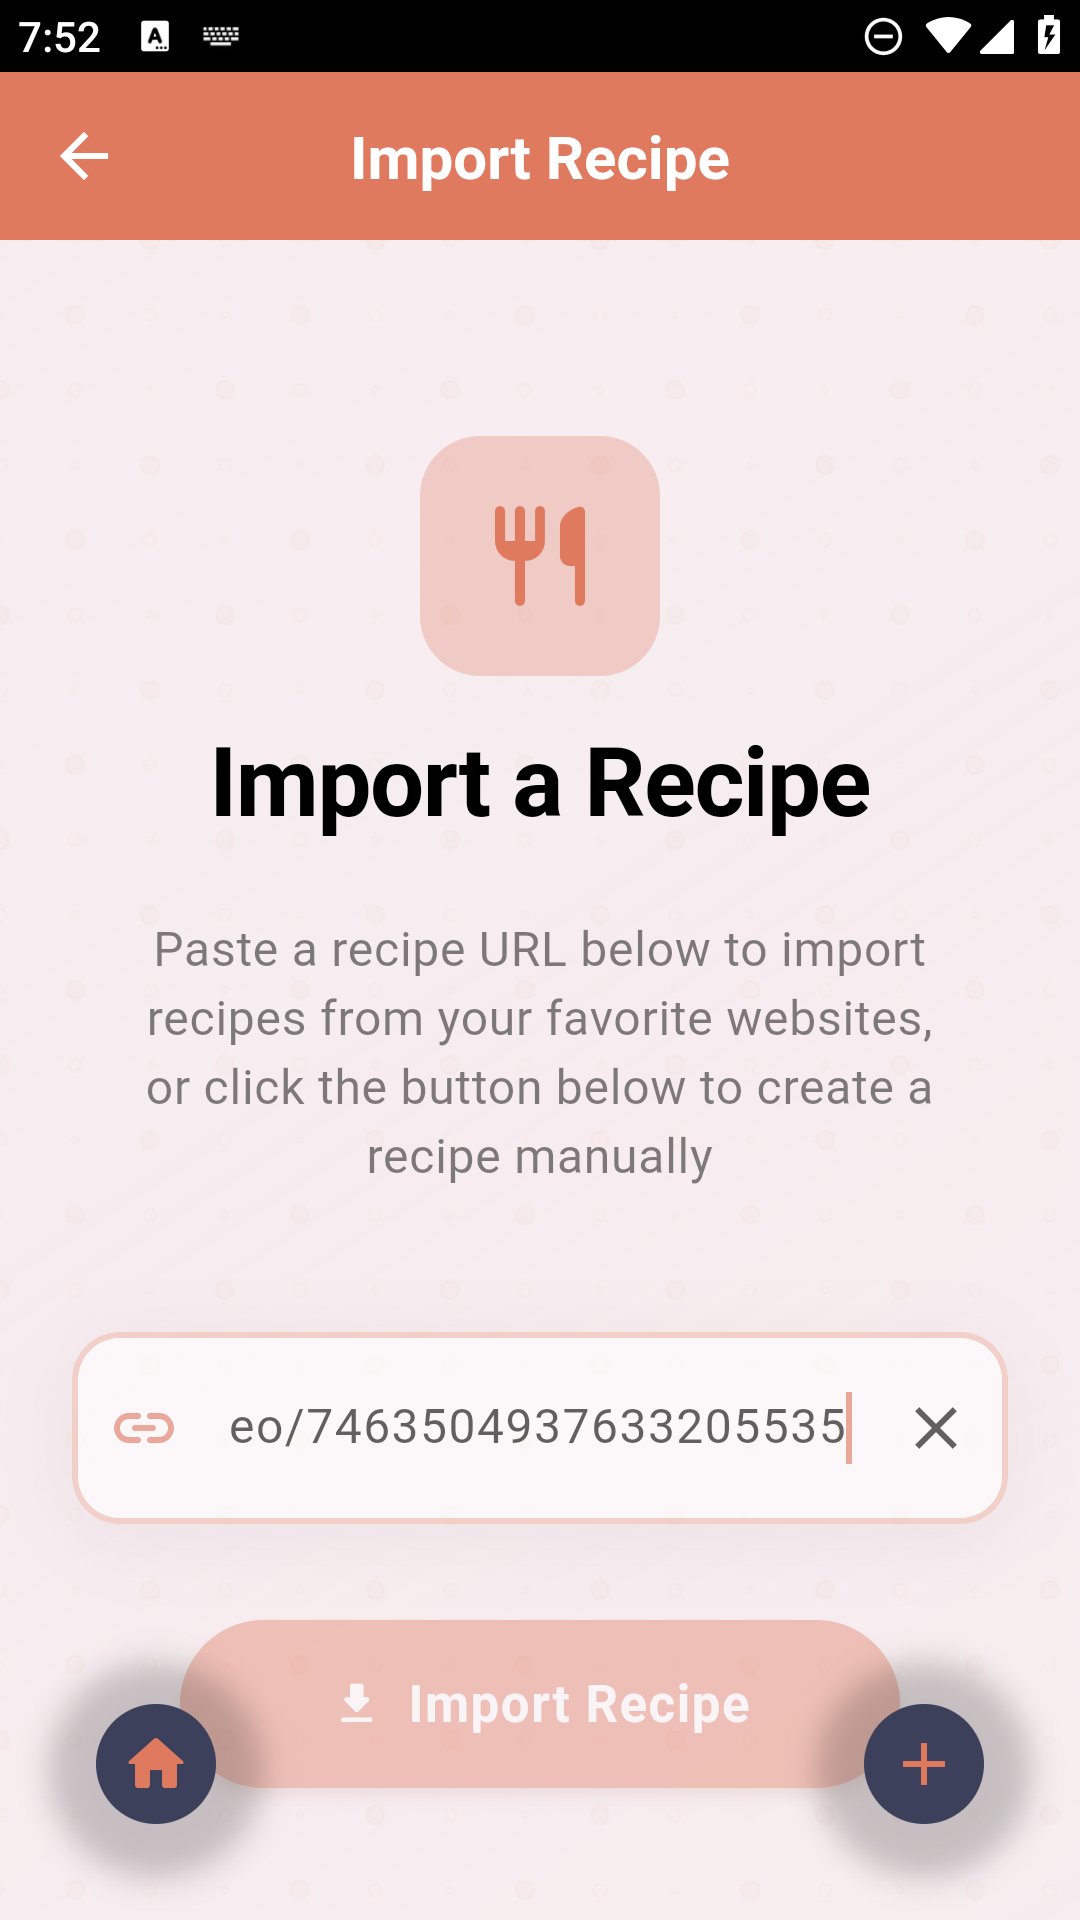 7:52
Import Recipe
Import a Recipe
Paste a recipe URL below to import
recipes from your favorite websites,
or click the button below to create a
recipe manually
eo/7463504937633205535
Import Recipe